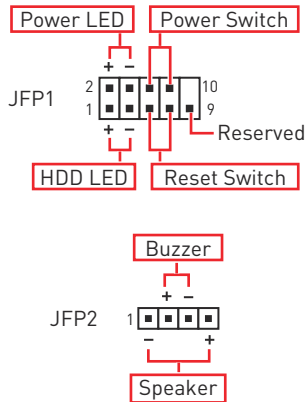 Power LED Power Switch
+ −
2 10
JFP1
1 9
+ − Reserved
HDD LED Reset Switch
Buzzer
+ −
JFP2 1
− +
Speaker